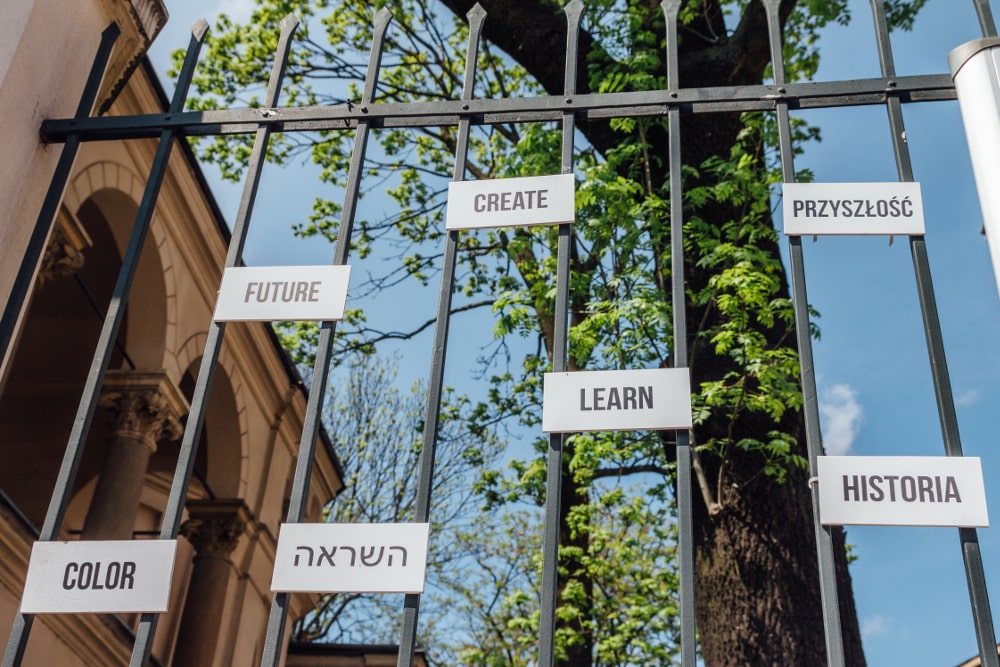 CREATE
PRZYSZŁOŚĆ
FUTURE
LEARN
HISTORIA
השראה
COLOR